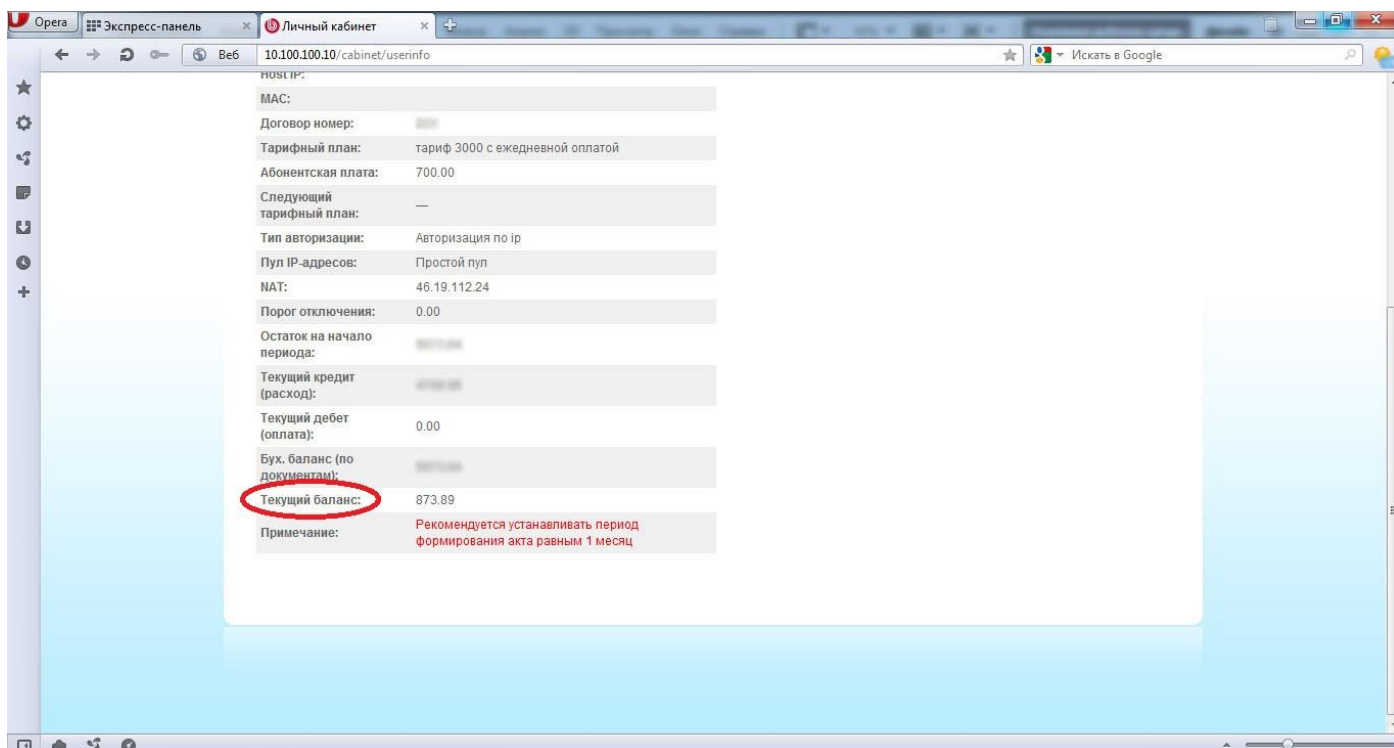 Opera
Экспресс-панель
Личный кабинет
Веб
10.100.100.10/cabinet/userinfo
Искать в Google
Host IP:
MAC:
Договор номер:
Тарифный план: тариф 3000 с ежедневной оплатой
Абонентская плата: 700.00
Следующий
тарифный план: —
Тип авторизации: Авторизация по ip
Пул IP-адресов: Простой пул
NAT: 46.19.112.24
Порог отключения: 0.00
Остаток на начало
периода:
Текущий кредит
(расход):
Текущий дебет
(оплата): 0.00
Бух. баланс (по
документам):
Текущий баланс: 873.89
Примечание: Рекомендуется устанавливать период
формирования акта равным 1 месяц